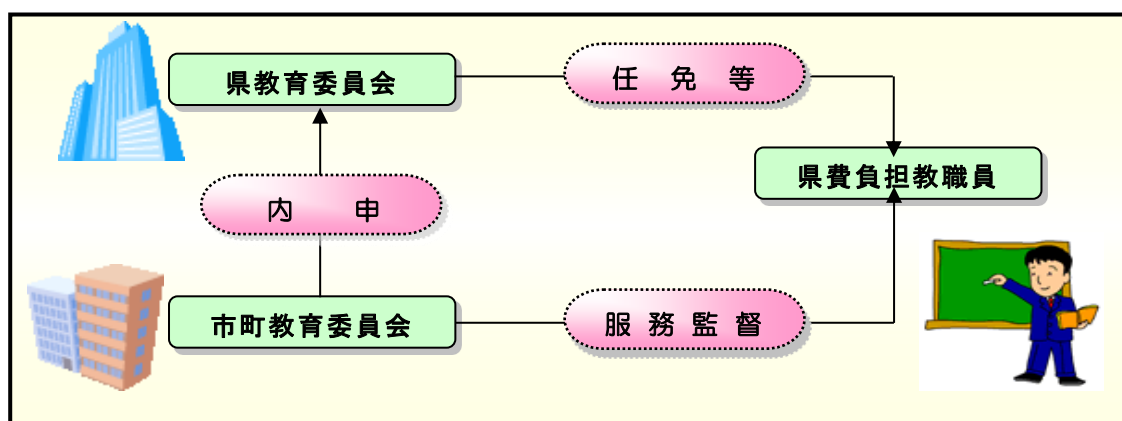 県教育委員会
任免等
県費負担教職員
内申
市町教育委員会
服務監督